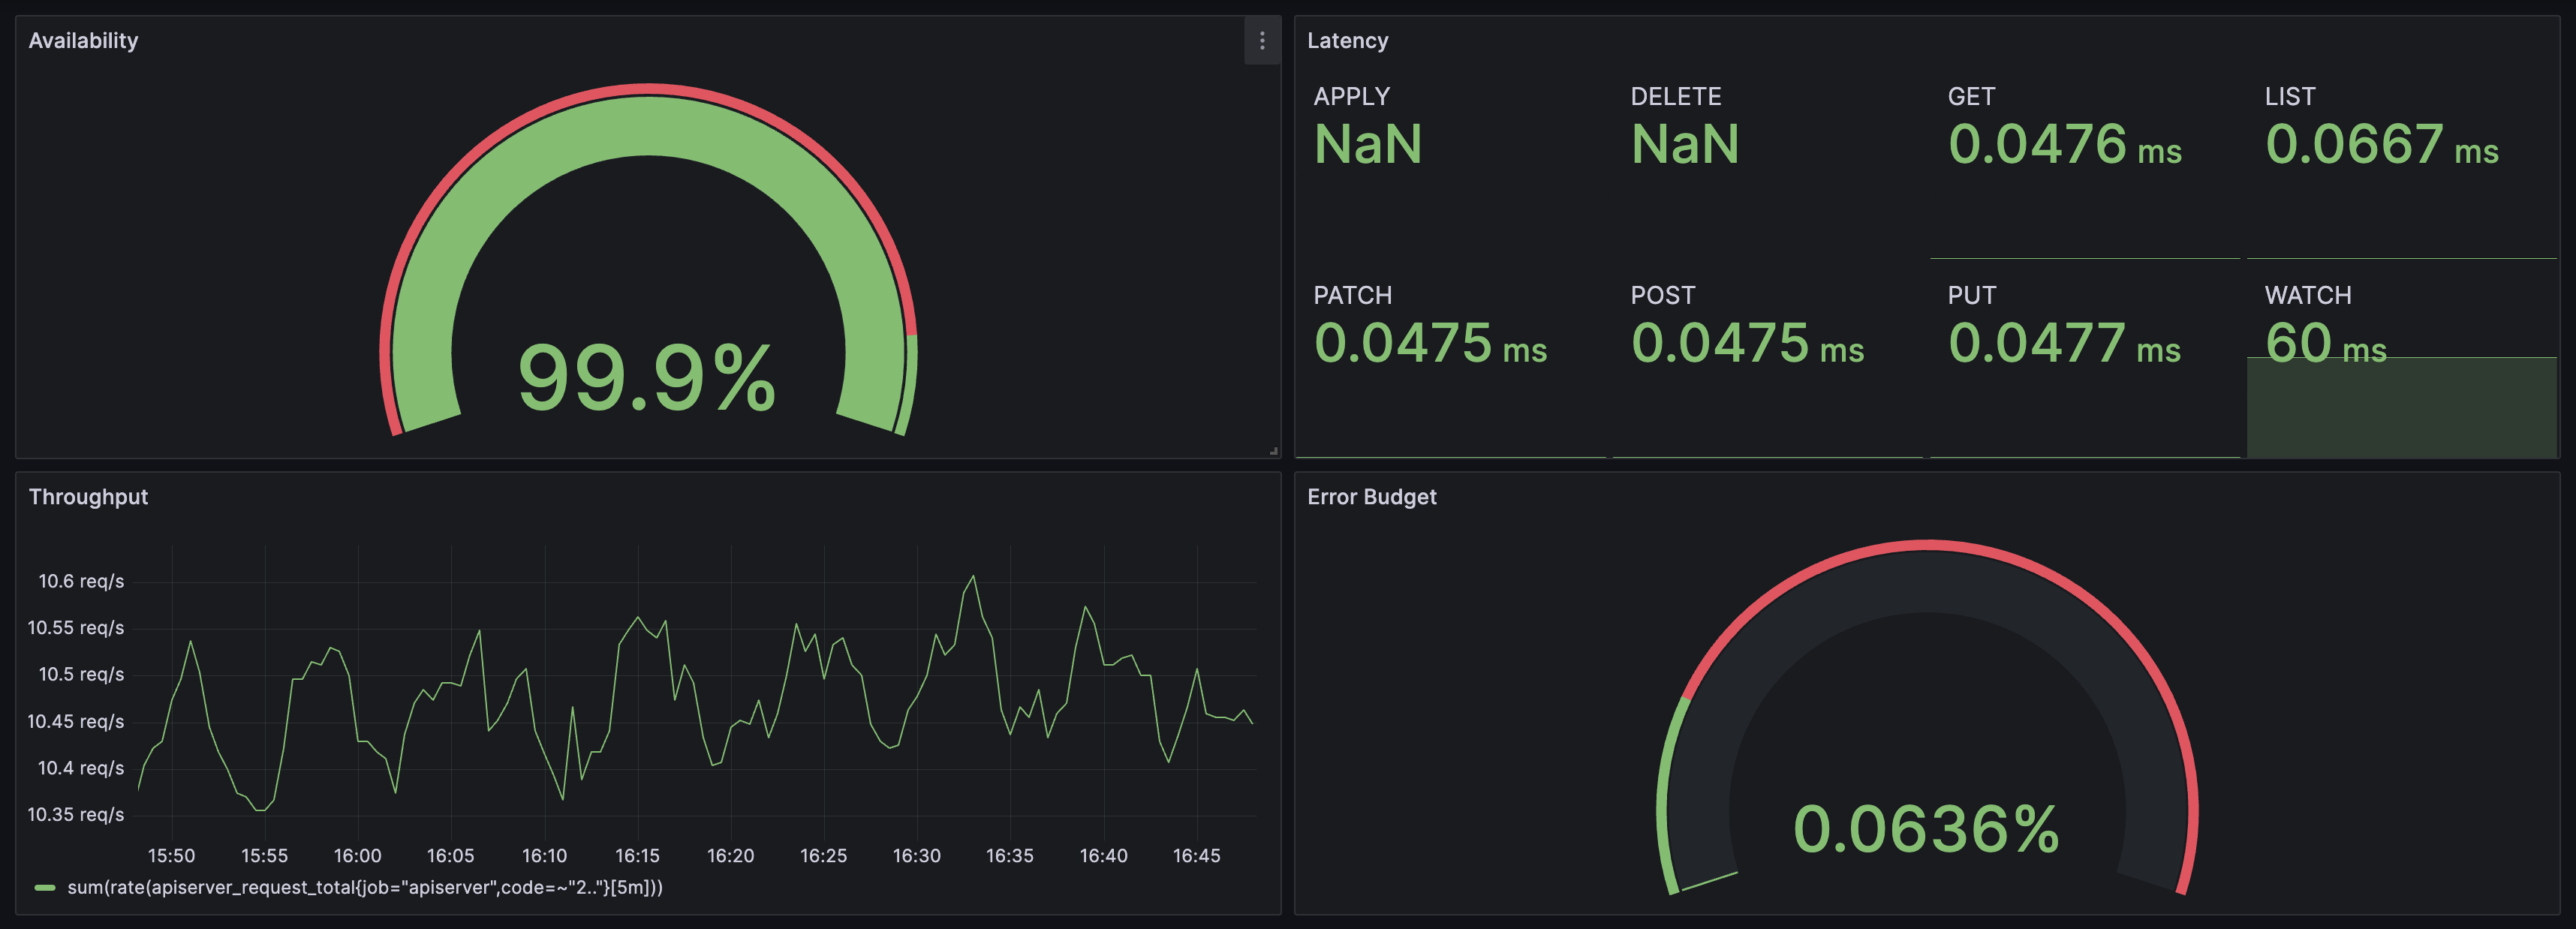 Availability
99.9%
Latency
APPLY
NaN
DELETE
NaN
GET
0.0476 ms
LIST
0.0667 ms
PATCH
0.0475 ms
POST
0.0475 ms
PUT
0.0477 ms
WATCH
60 ms
Throughput
10.6 req/s
10.55 req/s
10.5 req/s
10.45 req/s
10.4 req/s
10.35 req/s
15:50 15:55 16:00 16:05 16:10 16:15 16:20 16:25 16:30 16:35 16:40 16:45
sum(rate(apiserver_request_total{job="apiserver",code=~"2.."}[5m]))
Error Budget
0.0636%